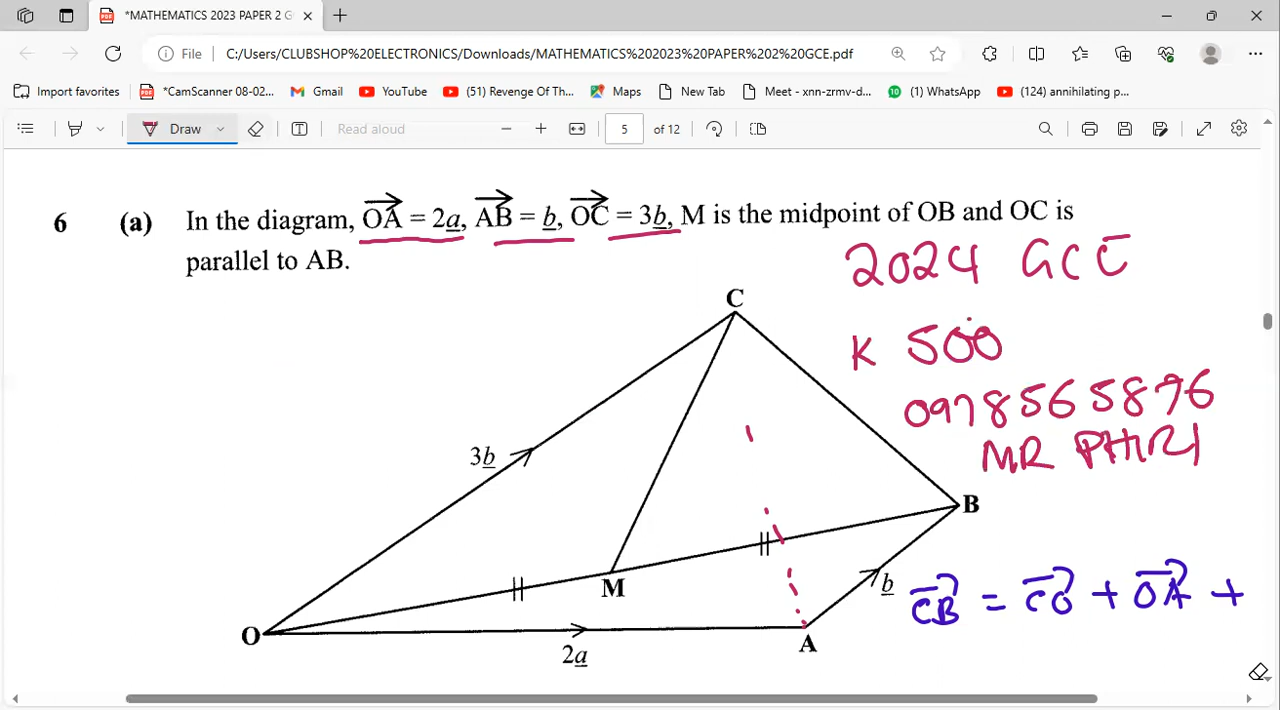 *MATHEMATICS 2023 PAPER 2 G
File C:/Users/CLUBSHOP%20ELECTRONICS/Downloads/MATHEMATICS%202023%20PAPER%202%20GCE.pdf
Import favorites *CamScanner 08-02... Gmail YouTube (51) Revenge Of Th... Maps New Tab Meet - xnn-zrmv-d... 10 (1) WhatsApp (124) annihilating p...
Draw Read aloud 5 of 12
6 (a) In the diagram, OA = 2a, AB = b, OC = 3b, M is the midpoint of OB and OC is
parallel to AB.
2024 GCE
C
K 500
0978565876
MR PHIRI
3b
B
M
b
CB = CO + OA +
O
A
2a